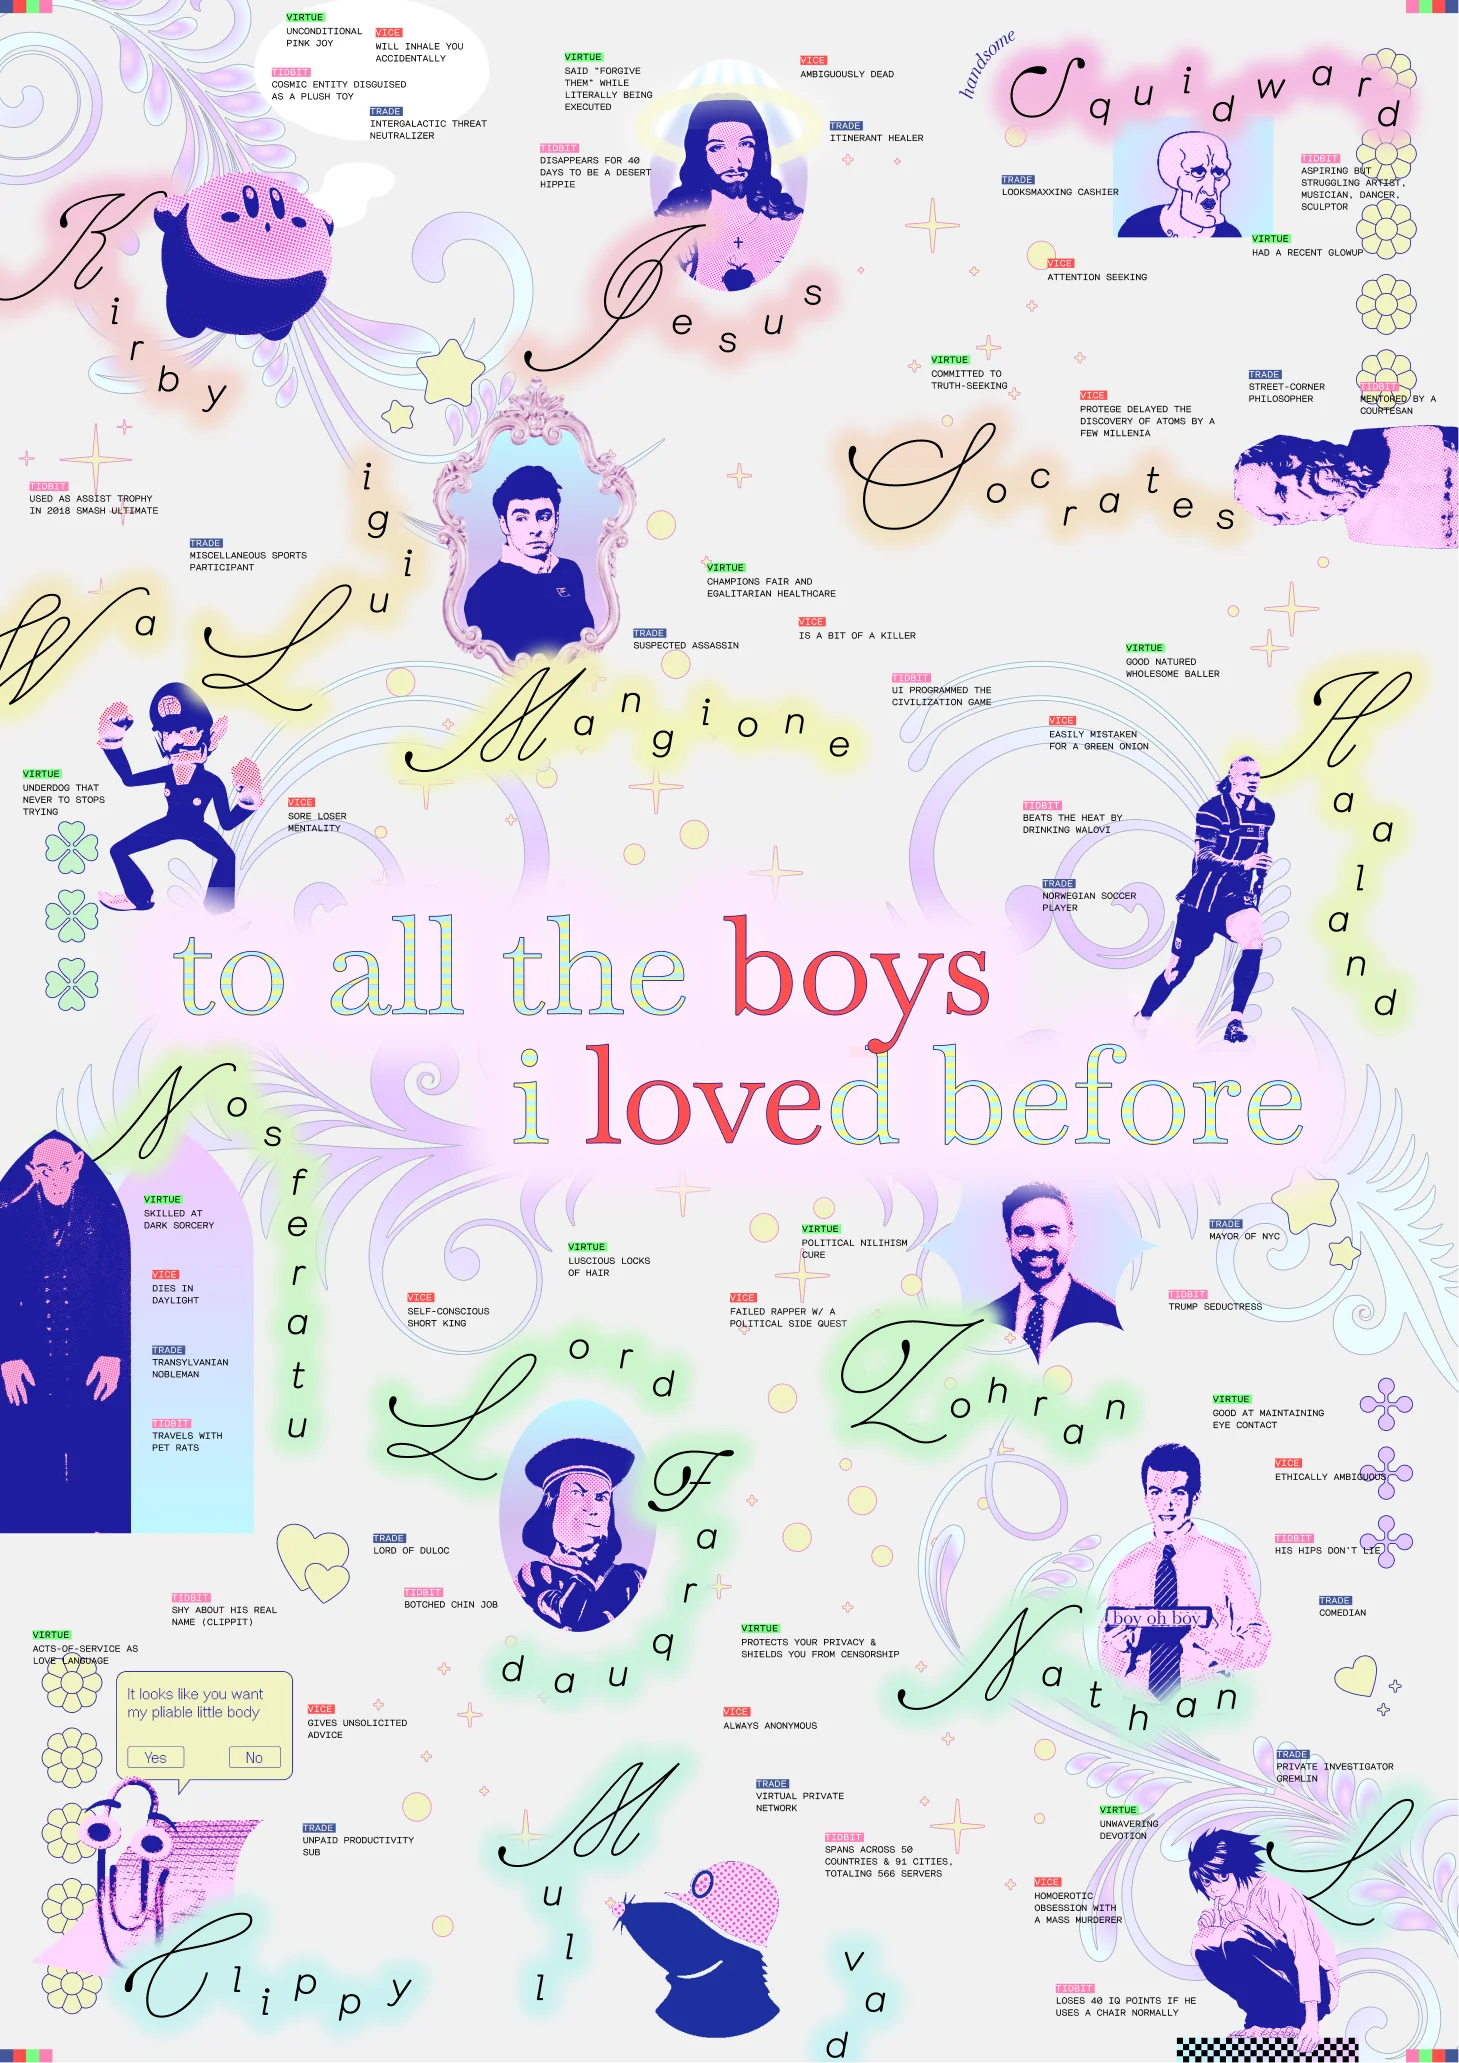 VIRTUE
UNCONDITIONAL
PINK JOY
VICE
WILL INHALE YOU
ACCIDENTALLY
TIDBIT
COSMIC ENTITY DISGUISED
AS A PLUSH TOY
TRADE
INTERGALACTIC THREAT
NEUTRALIZER
Kirby
VIRTUE
SAID "FORGIVE
THEM" WHILE
LITERALLY BEING
EXECUTED
VICE
AMBIGUOUSLY DEAD
TRADE
ITINERANT HEALER
TIDBIT
DISAPPEARS FOR 40
DAYS TO BE A DESERT
HIPPIE
Jesus
handsome
Squidward
TRADE
LOOKSMAXXING CASHIER
TIDBIT
ASPIRING BUT
STRUGGLING ARTIST,
MUSICIAN, DANCER,
SCULPTOR
VIRTUE
HAD A RECENT GLOWUP
VICE
ATTENTION SEEKING
VIRTUE
COMMITTED TO
TRUTH-SEEKING
VICE
PROTEGE DELAYED THE
DISCOVERY OF ATOMS BY A
FEW MILLENIA
TRADE
STREET-CORNER
PHILOSOPHER
TIDBIT
MENTORED BY A
COURTESAN
Socrates
TIDBIT
USED AS ASSIST TROPHY
IN 2018 SMASH ULTIMATE
TRADE
MISCELLANEOUS SPORTS
PARTICIPANT
Wa Luigi
VIRTUE
UNDERDOG THAT
NEVER TO STOPS
TRYING
VICE
SORE LOSER
MENTALITY
VIRTUE
CHAMPIONS FAIR AND
EGALITARIAN HEALTHCARE
VICE
IS A BIT OF A KILLER
TRADE
SUSPECTED ASSASSIN
Mangione
TIDBIT
UI PROGRAMMED THE
CIVILIZATION GAME
VIRTUE
GOOD NATURED
WHOLESOME BALLER
VICE
EASILY MISTAKEN
FOR A GREEN ONION
TIDBIT
BEATS THE HEAT BY
DRINKING WALOVI
TRADE
NORWEGIAN SOCCER
PLAYER
Haaland
to all the boys
i loved before
Nosferatu
VIRTUE
SKILLED AT
DARK SORCERY
VICE
DIES IN
DAYLIGHT
TRADE
TRANSYLVANIAN
NOBLEMAN
TIDBIT
TRAVELS WITH
PET RATS
VIRTUE
LUSCIOUS LOCKS
OF HAIR
VICE
SELF-CONSCIOUS
SHORT KING
Lord
Farquad
TRADE
LORD OF DULOC
TIDBIT
BOTCHED CHIN JOB
VIRTUE
POLITICAL NILIHISM
CURE
VICE
FAILED RAPPER W/ A
POLITICAL SIDE QUEST
TRADE
MAYOR OF NYC
TIDBIT
TRUMP SEDUCTRESS
Zohran
VIRTUE
GOOD AT MAINTAINING
EYE CONTACT
VICE
ETHICALLY AMBIGUOUS
TIDBIT
HIS HIPS DON'T LIE
TRADE
COMEDIAN
boy oh boy
Nathan
TIDBIT
SHY ABOUT HIS REAL
NAME (CLIPPIT)
VIRTUE
ACTS-OF-SERVICE AS
LOVE LANGUAGE
It looks like you want
my pliable little body
Yes
No
VICE
GIVES UNSOLICITED
ADVICE
TRADE
UNPAID PRODUCTIVITY
SUB
Clippy
VIRTUE
PROTECTS YOUR PRIVACY &
SHIELDS YOU FROM CENSORSHIP
VICE
ALWAYS ANONYMOUS
TRADE
VIRTUAL PRIVATE
NETWORK
TIDBIT
SPANS ACROSS 50
COUNTRIES & 91 CITIES,
TOTALING 566 SERVERS
Mullvad
TRADE
PRIVATE INVESTIGATOR
GREMLIN
VIRTUE
UNWAVERING
DEVOTION
VICE
HOMOEROTIC
OBSESSION WITH
A MASS MURDERER
TIDBIT
LOSES 40 IQ POINTS IF HE
USES A CHAIR NORMALLY
L